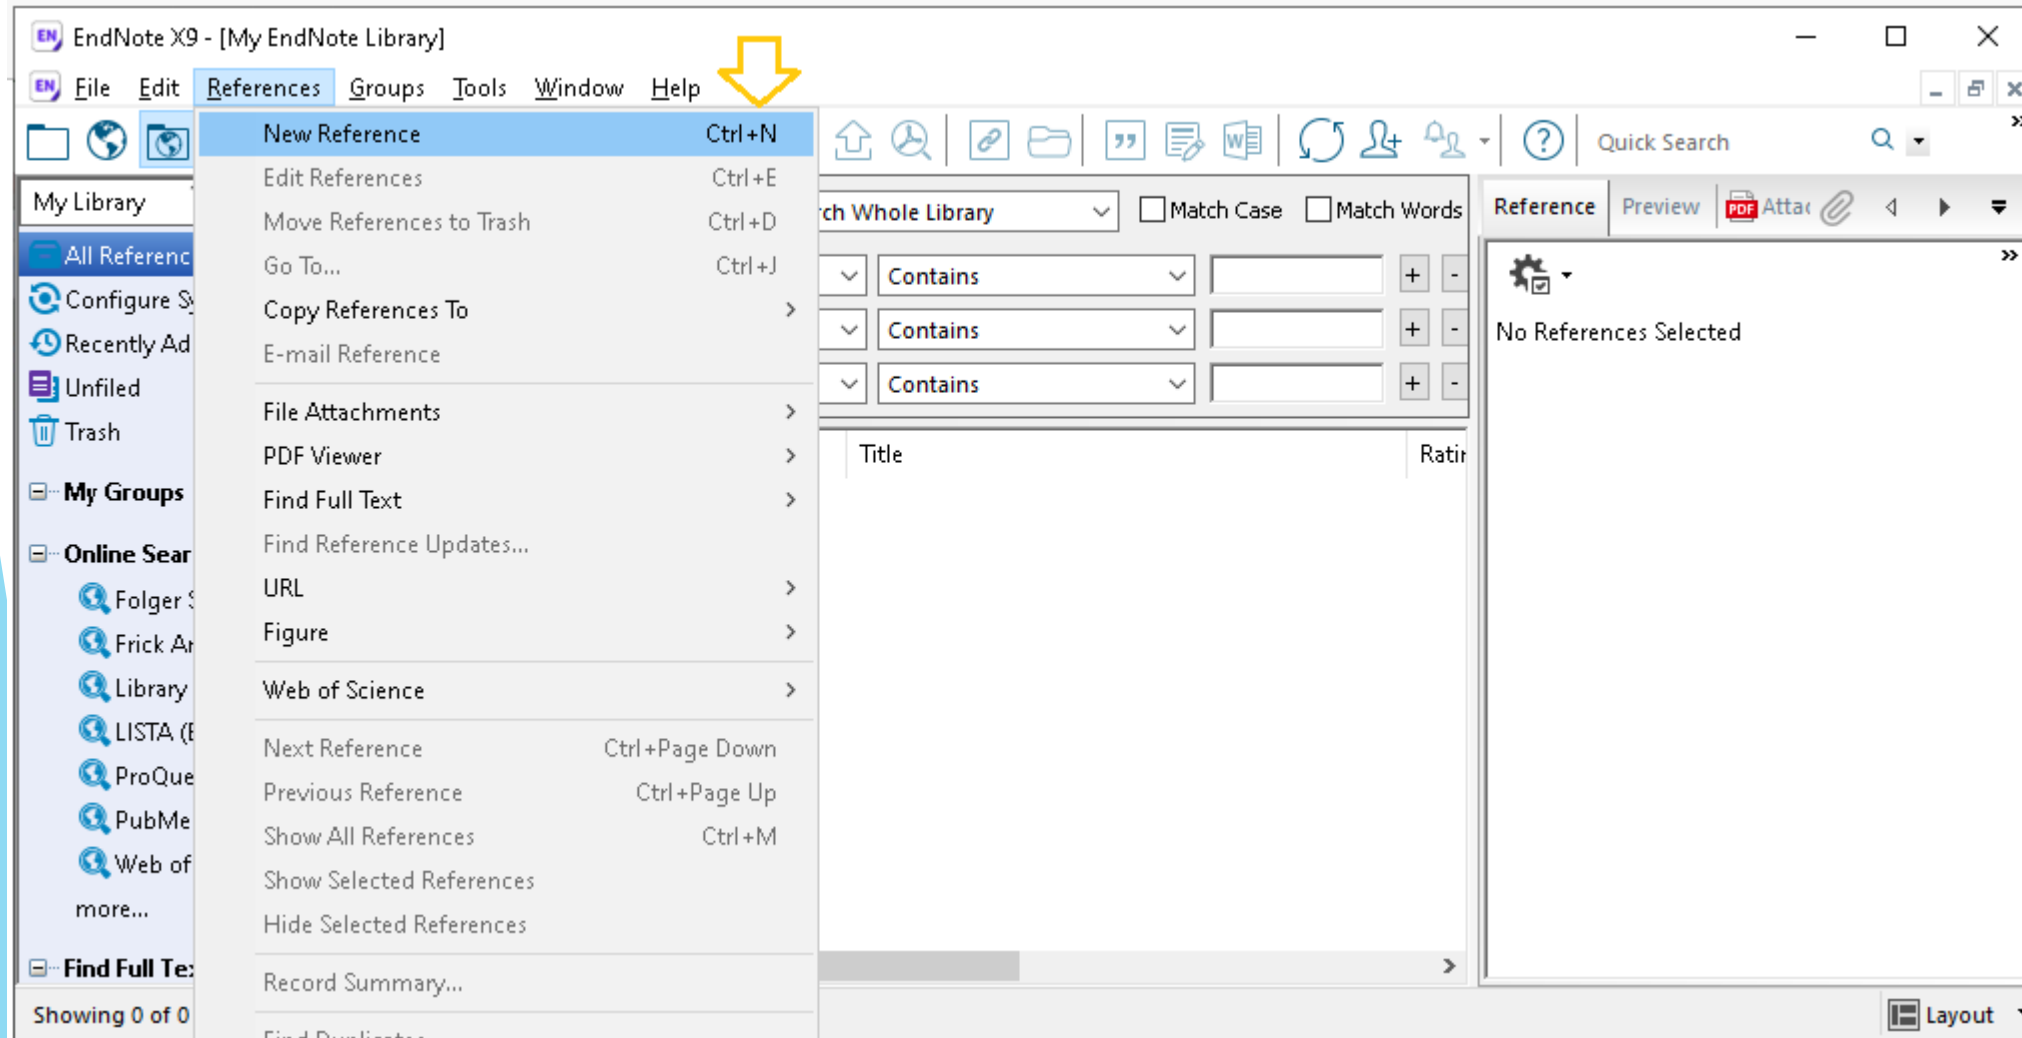 EndNote X9 - [My EndNote Library]
File Edit References Groups Tools Window Help
New Reference Ctrl+N
Edit References Ctrl+E
Move References to Trash Ctrl+D
Go To... Ctrl+J
Copy References To
E-mail Reference
File Attachments
PDF Viewer
Find Full Text
Find Reference Updates...
URL
Figure
Web of Science
Next Reference Ctrl+Page Down
Previous Reference Ctrl+Page Up
Show All References Ctrl+M
Show Selected References
Hide Selected References
Record Summary...
Quick Search
My Library
All Referenc
Configure Sy
Recently Ad
Unfiled
Trash
My Groups
Online Sear
Folger S
Frick Ar
Library
LISTA (E
ProQue
PubMe
Web of
more...
Find Full Te
Showing 0 of 0
rch Whole Library
Match Case Match Words
Contains + -
Contains + -
Contains + -
Title Ratin
Reference Preview PDF Attac
No References Selected
Layout